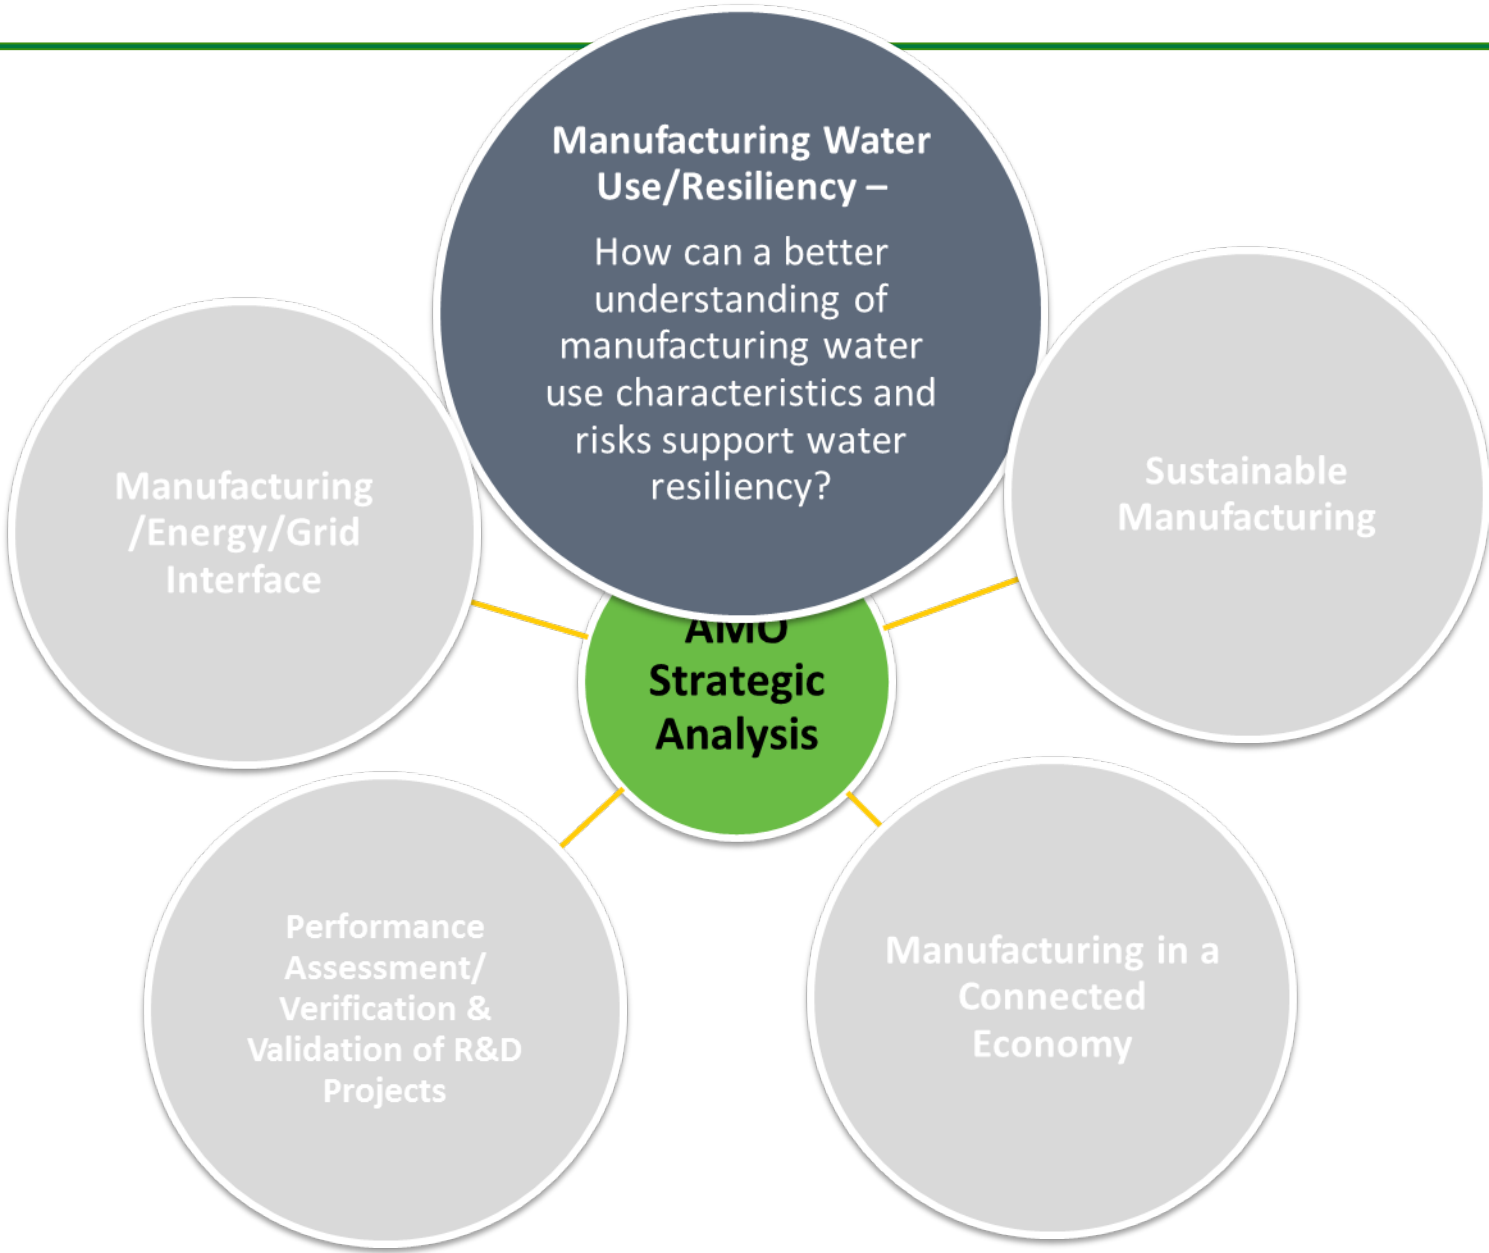 Manufacturing Water
Use/Resiliency –
How can a better
understanding of
manufacturing water
use characteristics and
risks support water
resiliency?
Manufacturing
/Energy/Grid
Interface
Sustainable
Manufacturing
AMO
Strategic
Analysis
Performance
Assessment/
Verification &
Validation of R&D
Projects
Manufacturing in a
Connected
Economy